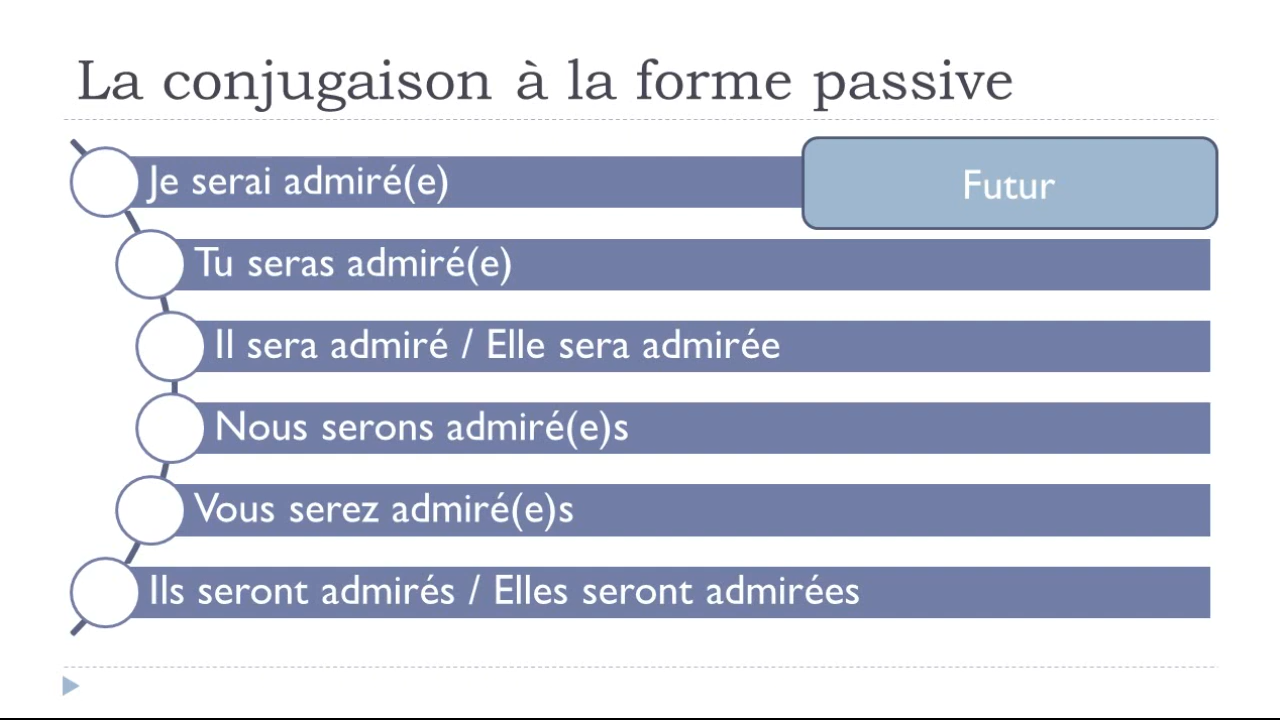 La conjugaison à la forme passive
Je serai admiré(e)
Futur
Tu seras admiré(e)
Il sera admiré / Elle sera admirée
Nous serons admiré(e)s
Vous serez admiré(e)s
Ils seront admirés / Elles seront admirées